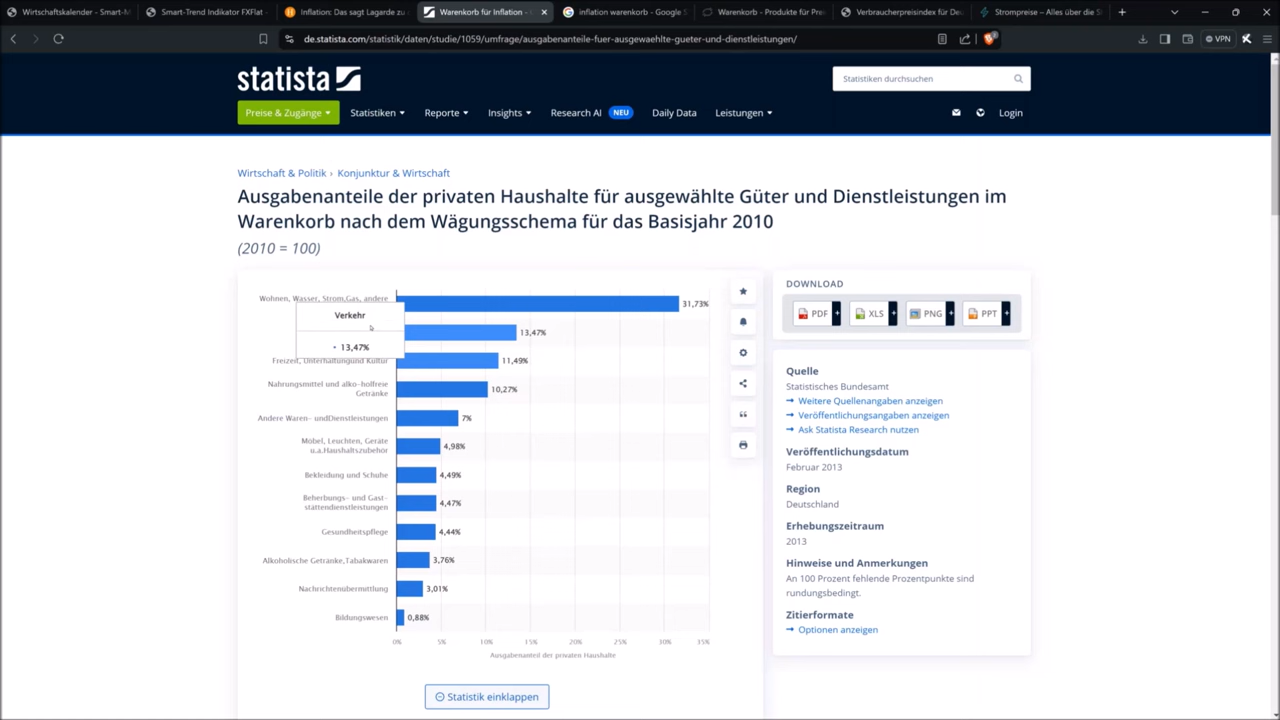 Wirtschaftskalender - Smart-M
Smart-Trend Indikator FXFlat -
Inflation: Das sagt Lagarde zu
Warenkorb für Inflation -
inflation warenkorb - Google S
Warenkorb - Produkte für Prei
Verbraucherpreisindex für De
Strompreise – Alles über die S
de.statista.com/statistik/daten/studie/1059/umfrage/ausgabenanteile-fuer-ausgewaehlte-gueter-und-dienstleistungen/
VPN
statista
Statistiken durchsuchen
Preise & Zugänge
Statistiken
Reporte
Insights
Research AI
NEU
Daily Data
Leistungen
Login
Wirtschaft & Politik › Konjunktur & Wirtschaft
Ausgabenanteile der privaten Haushalte für ausgewählte Güter und Dienstleistungen im
Warenkorb nach dem Wägungsschema für das Basisjahr 2010
(2010 = 100)
Wohnen, Wasser, Strom,Gas, andere
31,73%
Verkehr
• 13,47%
13,47%
Freizeit, Unterhaltungund Kultur
11,49%
Nahrungsmittel und alko-holfreie
Getränke
10,27%
Andere Waren- undDienstleistungen
7%
Möbel, Leuchten, Geräte
u.a.Haushaltszubehör
4,98%
Bekleidung und Schuhe
4,49%
Beherbungs- und Gast-
stättendienstleistungen
4,47%
Gesundheitspflege
4,44%
Alkoholische Getränke,Tabakwaren
3,76%
Nachrichtenübermittlung
3,01%
Bildungswesen
0,88%
0%
5%
10%
15%
20%
25%
30%
35%
Ausgabenanteil der privaten Haushalte
Statistik einklappen
DOWNLOAD
PDF +
XLS +
PNG +
PPT +
Quelle
Statistisches Bundesamt
→ Weitere Quellenangaben anzeigen
→ Veröffentlichungsangaben anzeigen
→ Ask Statista Research nutzen
Veröffentlichungsdatum
Februar 2013
Region
Deutschland
Erhebungszeitraum
2013
Hinweise und Anmerkungen
An 100 Prozent fehlende Prozentpunkte sind
rundungsbedingt.
Zitierformate
→ Optionen anzeigen